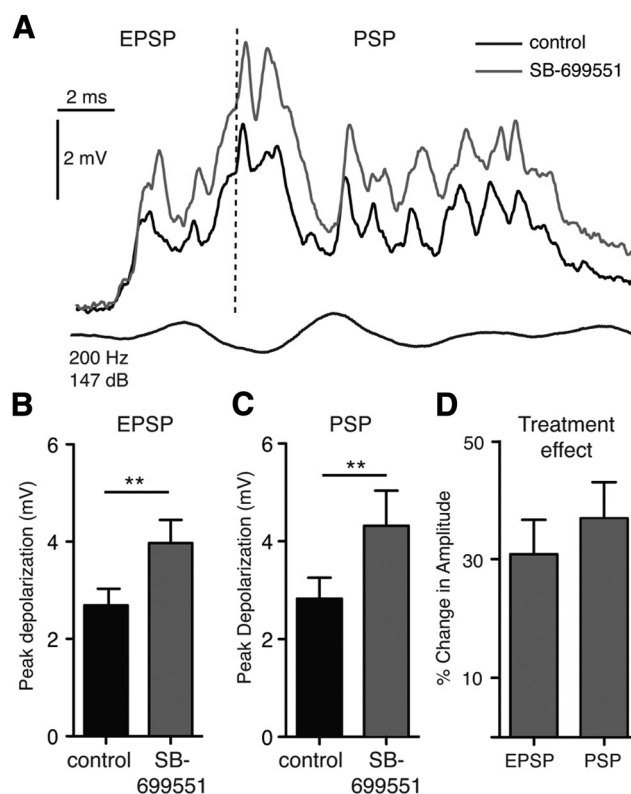 A
EPSP
PSP
control
SB-699551
2 ms
2 mV
200 Hz
147 dB
B
EPSP
Peak depolarization (mV)
6
4
2
0
**
control
SB-
699551
C
PSP
Peak Depolarization (mV)
6
4
2
0
**
control
SB-
699551
D
Treatment
effect
% Change in Amplitude
50
30
10
EPSP
PSP